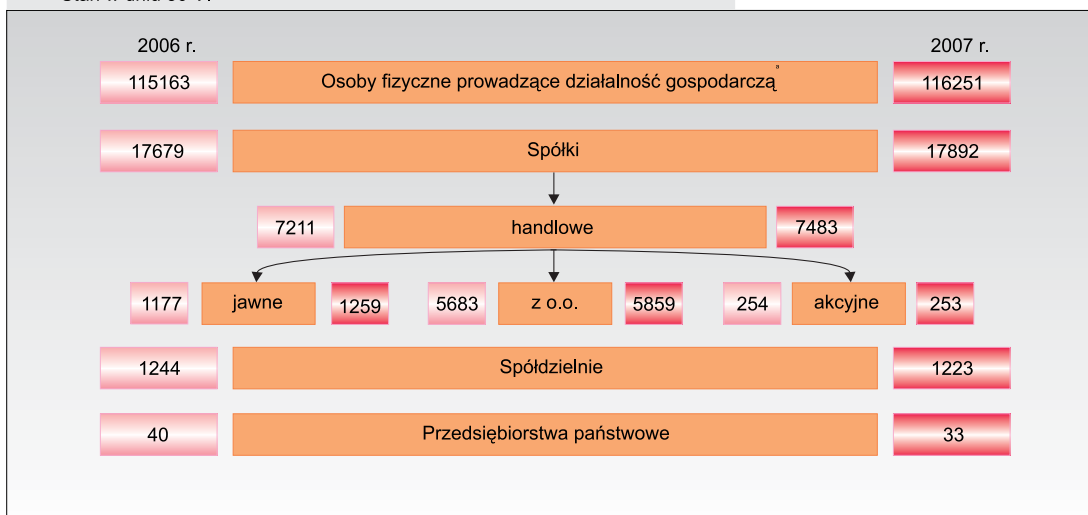 2006 r. 2007 r.
115163 Osoby fizyczne prowadzące działalność gospodarczą ª 116251
17679 Spółki 17892
7211 handlowe 7483
1177 jawne 1259 5683 z o.o. 5859 254 akcyjne 253
1244 Spółdzielnie 1223
40 Przedsiębiorstwa państwowe 33